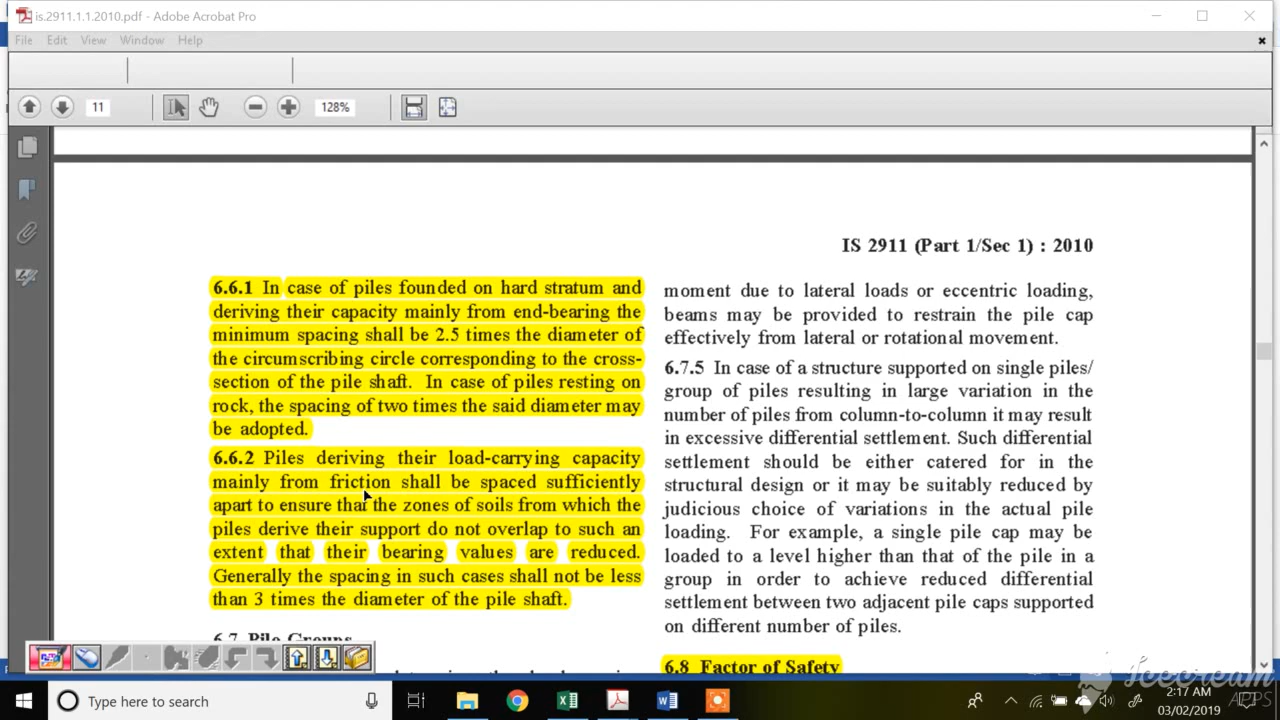 is.2911.1.1.2010.pdf - Adobe Acrobat Pro
File Edit View Window Help
11
128%
IS 2911 (Part 1/Sec 1) : 2010
6.6.1 In case of piles founded on hard stratum and
deriving their capacity mainly from end-bearing the
minimum spacing shall be 2.5 times the diameter of
the circumscribing circle corresponding to the cross-
section of the pile shaft. In case of piles resting on
rock, the spacing of two times the said diameter may
be adopted.
6.6.2 Piles deriving their load-carrying capacity
mainly from friction shall be spaced sufficiently
apart to ensure that the zones of soils from which the
piles derive their support do not overlap to such an
extent that their bearing values are reduced.
Generally the spacing in such cases shall not be less
than 3 times the diameter of the pile shaft.
6.7 Pile Groups
moment due to lateral loads or eccentric loading,
beams may be provided to restrain the pile cap
effectively from lateral or rotational movement.
6.7.5 In case of a structure supported on single piles/
group of piles resulting in large variation in the
number of piles from column-to-column it may result
in excessive differential settlement. Such differential
settlement should be either catered for in the
structural design or it may be suitably reduced by
judicious choice of variations in the actual pile
loading. For example, a single pile cap may be
loaded to a level higher than that of the pile in a
group in order to achieve reduced differential
settlement between two adjacent pile caps supported
on different number of piles.
6.8 Factor of Safety
Icecream
APPS
Type here to search
2:17 AM
03/02/2019